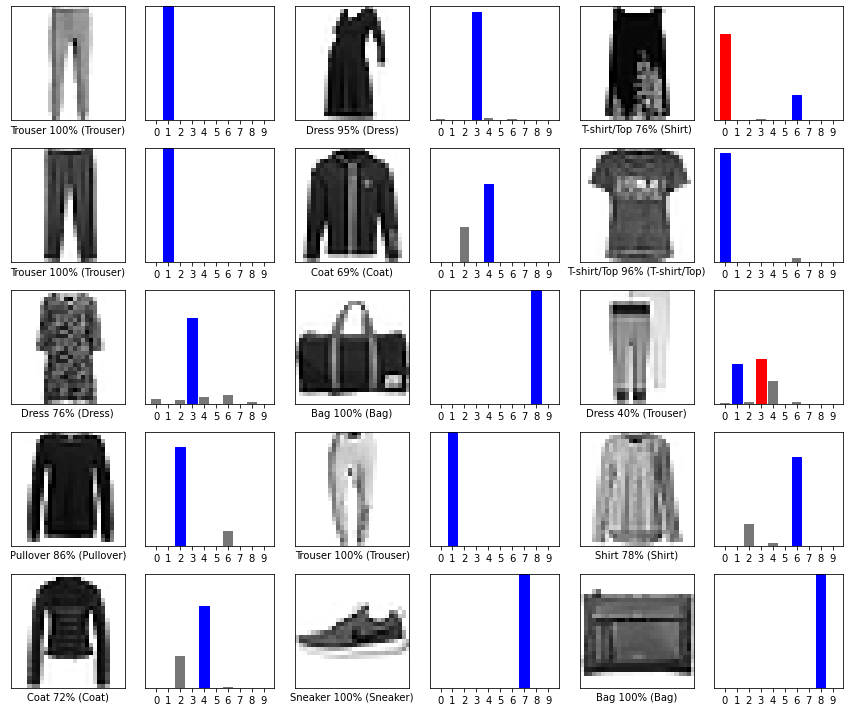 0 1 2 3 4 5 6 7 8 9 0 1 2 3 4 5 6 7 8 9 0 1 2 3 4 5 6 7 8 9
Trouser 100% (Trouser) Dress 95% (Dress) T-shirt/Top 76% (Shirt)
0 1 2 3 4 5 6 7 8 9 0 1 2 3 4 5 6 7 8 9 0 1 2 3 4 5 6 7 8 9
Trouser 100% (Trouser) Coat 69% (Coat) T-shirt/Top 96% (T-shirt/Top)
0 1 2 3 4 5 6 7 8 9 0 1 2 3 4 5 6 7 8 9 0 1 2 3 4 5 6 7 8 9
Dress 76% (Dress) Bag 100% (Bag) Dress 40% (Trouser)
0 1 2 3 4 5 6 7 8 9 0 1 2 3 4 5 6 7 8 9 0 1 2 3 4 5 6 7 8 9
Pullover 86% (Pullover) Trouser 100% (Trouser) Shirt 78% (Shirt)
0 1 2 3 4 5 6 7 8 9 0 1 2 3 4 5 6 7 8 9 0 1 2 3 4 5 6 7 8 9
Coat 72% (Coat) Sneaker 100% (Sneaker) Bag 100% (Bag)